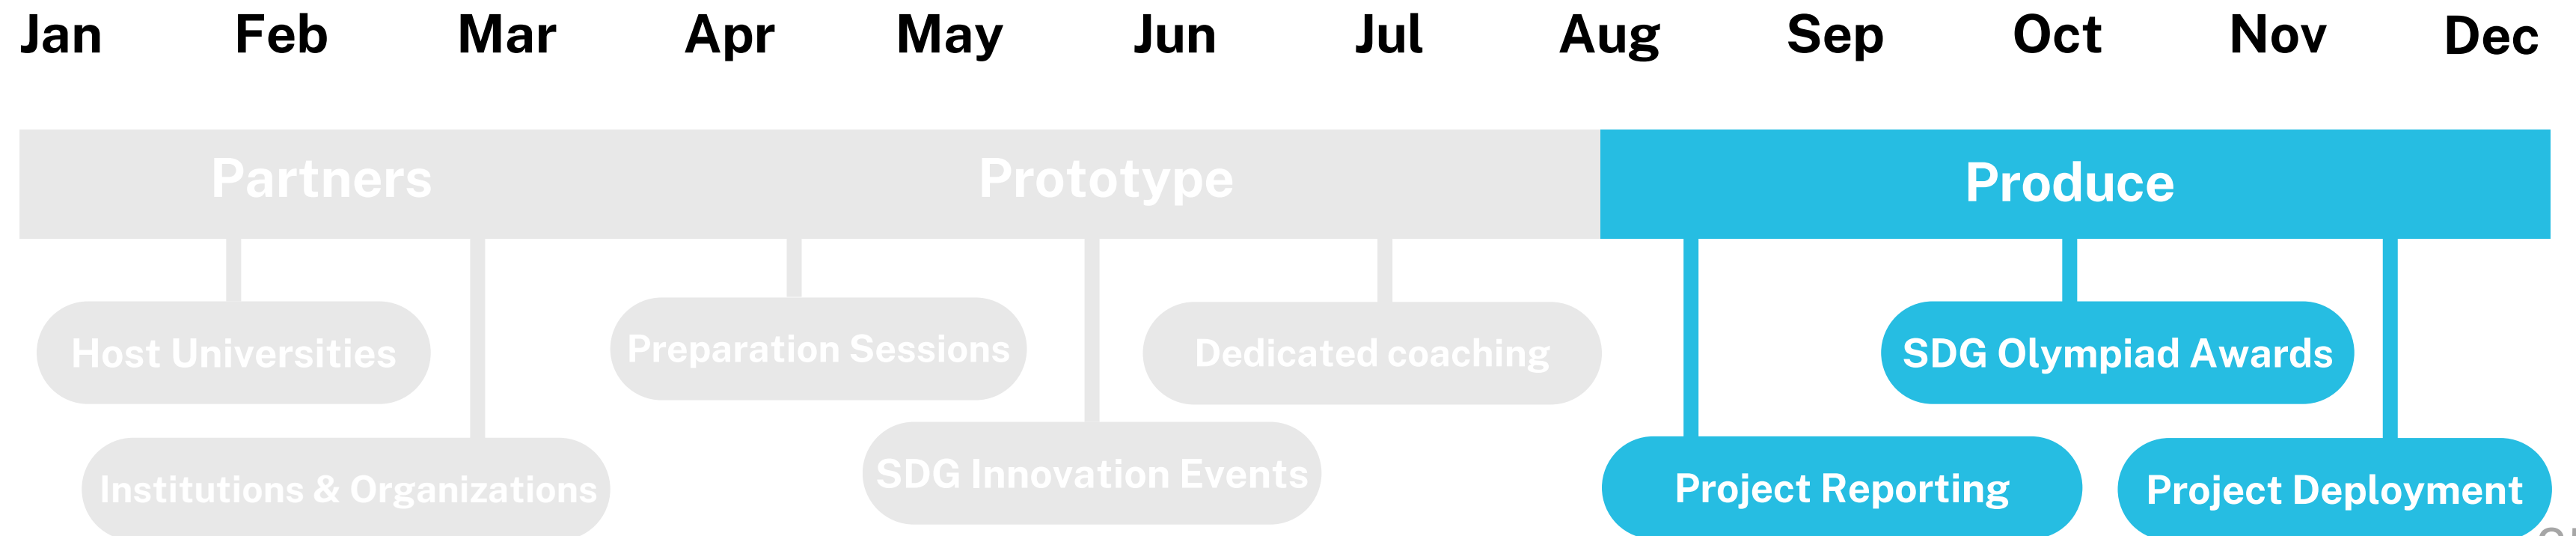 Jan Feb Mar Apr May Jun Jul Aug Sep Oct Nov Dec
Partners Prototype Produce
Host Universities Preparation Sessions Dedicated coaching SDG Olympiad Awards
Institutions & Organizations SDG Innovation Events Project Reporting Project Deployment